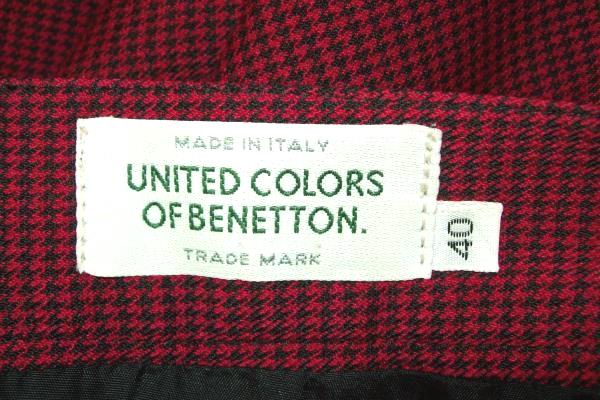 MADE IN ITALY
UNITED COLORS
OF BENETTON.
TRADE MARK
40